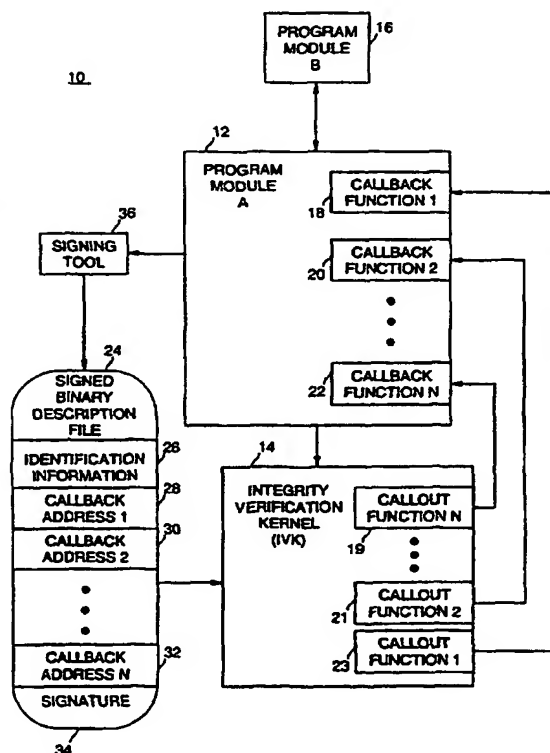 PROGRAM
MODULE
B
16
10
12
PROGRAM
MODULE
A
CALLBACK
FUNCTION 1
18
36
SIGNING
TOOL
CALLBACK
FUNCTION 2
20
CALLBACK
FUNCTION N
22
24
SIGNED
BINARY
DESCRIPTION
FILE
26
IDENTIFICATION
INFORMATION
28
CALLBACK
ADDRESS 1
30
CALLBACK
ADDRESS 2
32
CALLBACK
ADDRESS N
SIGNATURE
34
14
INTEGRITY
VERIFICATION
KERNEL
(IVK)
CALLOUT
FUNCTION N
19
CALLOUT
FUNCTION 2
21
CALLOUT
FUNCTION 1
23